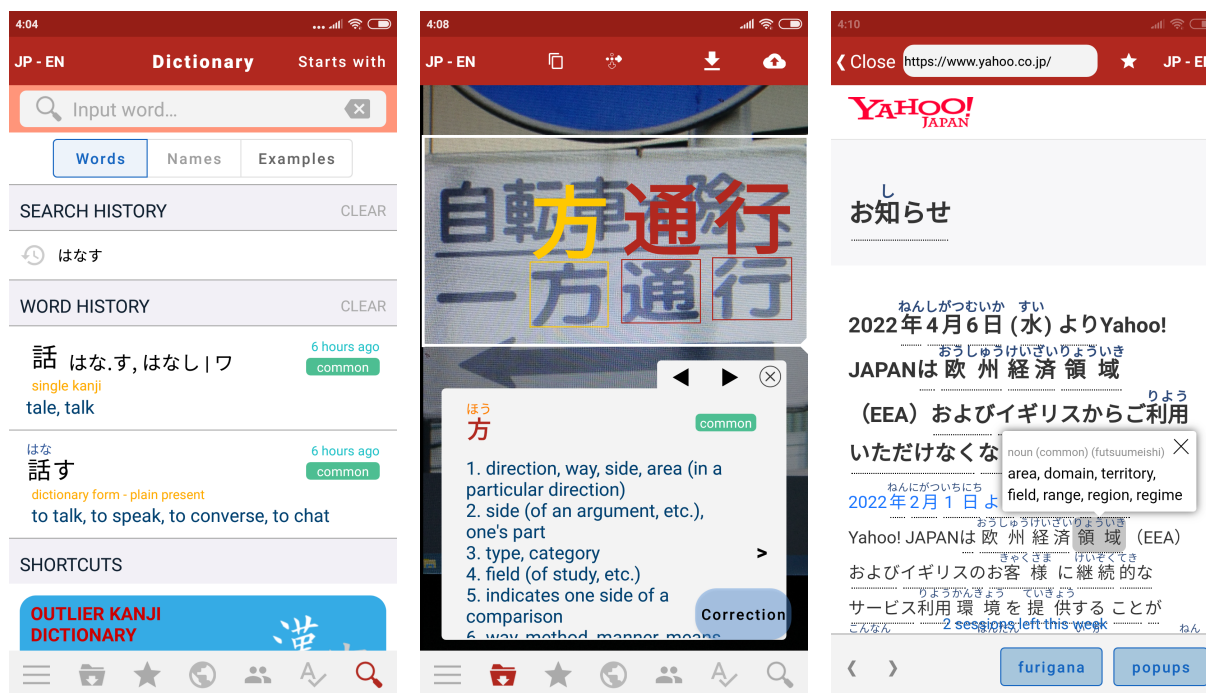 4:04
JP - EN
Dictionary
Starts with
Input word...
Words
Names
Examples
SEARCH HISTORY
CLEAR
はなす
WORD HISTORY
CLEAR
話 はな.す, はなし | ワ
6 hours ago
common
single kanji
tale, talk
はな
話す
6 hours ago
common
dictionary form - plain present
to talk, to speak, to converse, to chat
SHORTCUTS
OUTLIER KANJI
DICTIONARY
漢
4:08
JP - EN
自転車除
方通行
一方通行
ほう
方
common
1. direction, way, side, area (in a
particular direction)
2. side (of an argument, etc.),
one's part
3. type, category
>
4. field (of study, etc.)
5. indicates one side of a
comparison
Correction
6. way, method, manner, means,
4:10
Close
https://www.yahoo.co.jp/
JP - E
YAHOO!
JAPAN
し
お知らせ
ねんしがつむいか すい
2022年4月6日 (水) よりYahoo!
おうしゅうけいざいりょういき
JAPANは 欧州経済領域
りよう
（EEA）およびイギリスからご利用
いただけなくな
noun (common) (futsuumeishi)
area, domain, territory,
field, range, region, regime
ねんにがついちにち
2022年2月1日 よ
おうしゅうけいざいりょういき
Yahoo! JAPANは 欧州経済領域（EEA）
きゃくさま けいぞくてき
およびイギリスのお客様に継続的な
りようかんきょう ていきょう
サービス利用環境を提供することが
こんなん ねん
2 sessions left this week
furigana
popups